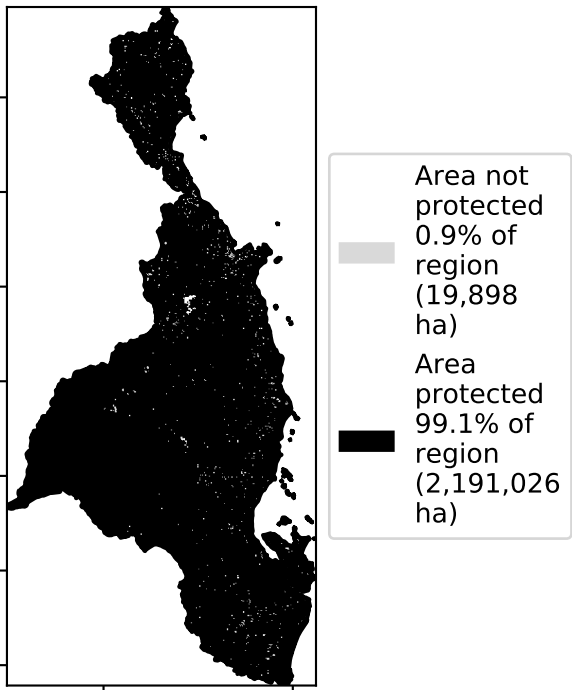 Area not
protected
0.9% of
region
(19,898
ha)
Area
protected
99.1% of
region
(2,191,026
ha)